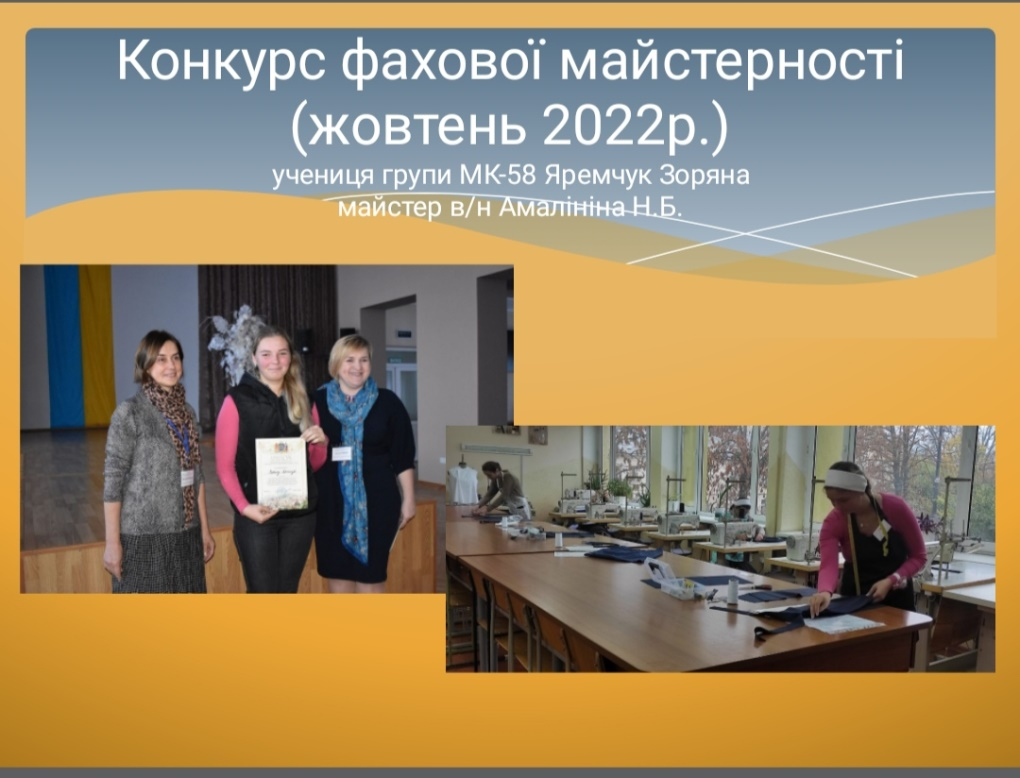 Конкурс фахової майстерності
(жовтень 2022р.)
учениця групи МК-58 Яремчук Зоряна
майстер в/н Амалініна Н.Б.